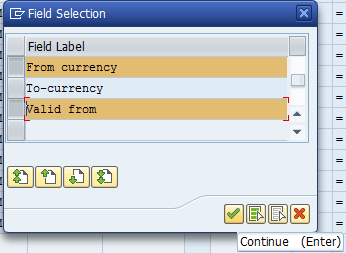 Field Selection
Field Label
From currency
To-currency
Valid from
Continue (Enter)